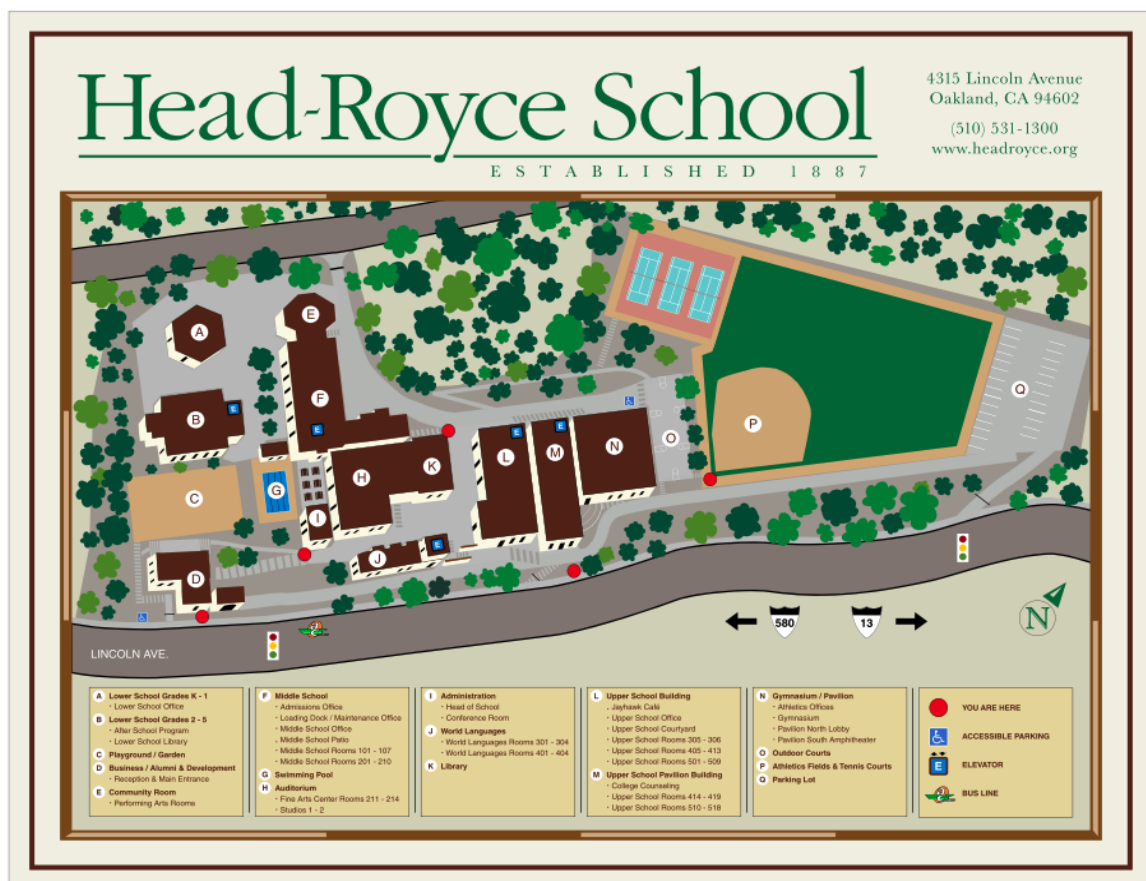 Head-Royce School
ESTABLISHED 1887
4315 Lincoln Avenue
Oakland, CA 94602
(510) 531-1300
www.headroyce.org
A
E
B
E
F
E
C
G
H
K
I
J
E
D
L
E
M
E
N
O
P
Q
580
13
N
LINCOLN AVE.
A Lower School Grades K - 1
· Lower School Office
B Lower School Grades 2 - 5
· After School Program
· Lower School Library
C Playground / Garden
D Business / Alumni & Development
· Reception & Main Entrance
E Community Room
· Performing Arts Rooms
F Middle School
· Admissions Office
· Loading Dock / Maintenance Office
· Middle School Office
· Middle School Patio
· Middle School Rooms 101 - 107
· Middle School Rooms 201 - 210
G Swimming Pool
H Auditorium
· Fine Arts Center Rooms 211 - 214
· Studios 1 - 2
I Administration
· Head of School
· Conference Room
J World Languages
· World Languages Rooms 301 - 304
· World Languages Rooms 401 - 404
K Library
L Upper School Building
. Jayhawk Café
· Upper School Office
· Upper School Courtyard
· Upper School Rooms 305 - 306
· Upper School Rooms 405 - 413
· Upper School Rooms 501 - 509
M Upper School Pavilion Building
· College Counseling
· Upper School Rooms 414 - 419
· Upper School Rooms 510 - 518
N Gymnasium / Pavilion
· Athletics Offices
· Gymnasium
· Pavilion North Lobby
· Pavilion South Amphitheater
O Outdoor Courts
P Athletics Fields & Tennis Courts
Q Parking Lot
YOU ARE HERE
ACCESSIBLE PARKING
E ELEVATOR
BUS LINE